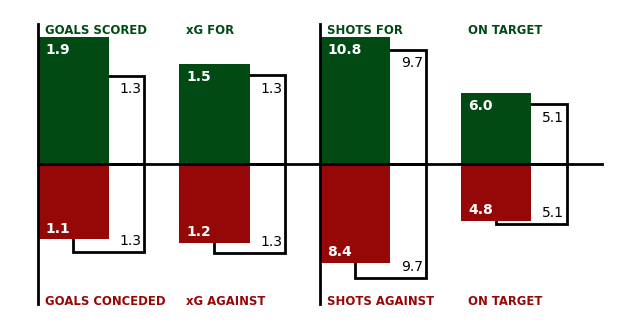 GOALS SCORED xG FOR SHOTS FOR ON TARGET
1.9 1.3 1.5 1.3 10.8 9.7 6.0 5.1
1.1 1.3 1.2 1.3 8.4 9.7 4.8 5.1
GOALS CONCEDED xG AGAINST SHOTS AGAINST ON TARGET